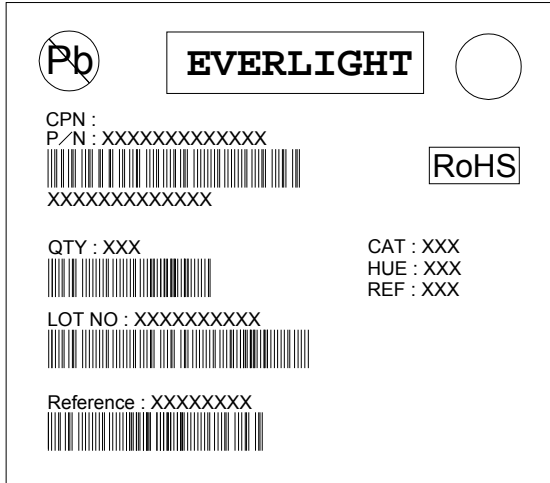 Pb
EVERLIGHT
CPN :
P/N : XXXXXXXXXXXXX
RoHS
XXXXXXXXXXXXX
QTY : XXX
CAT : XXX
HUE : XXX
REF : XXX
LOT NO : XXXXXXXXXX
Reference : XXXXXXXX